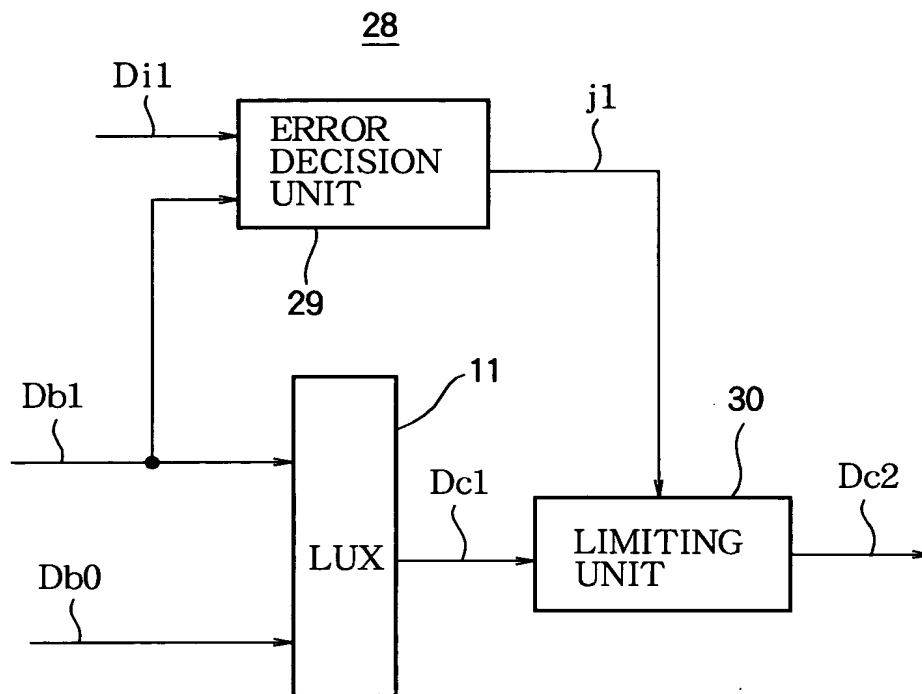 28
Di1
j1
ERROR
DECISION
UNIT
29
11
Db1
30
Dc1
Dc2
LUX
LIMITING
UNIT
Db0